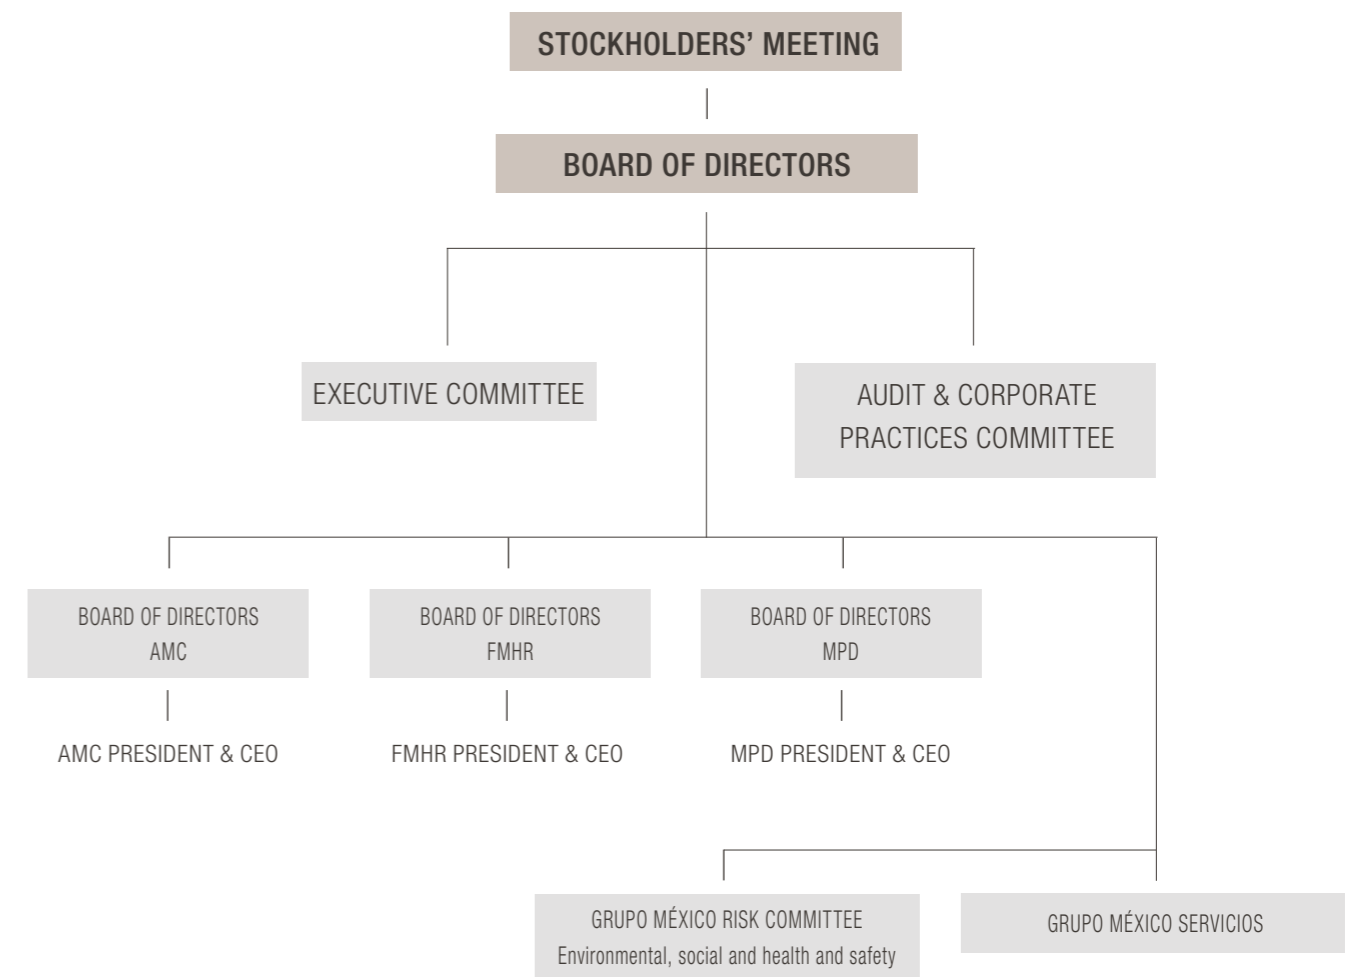 STOCKHOLDERS’ MEETING
BOARD OF DIRECTORS
EXECUTIVE COMMITTEE
AUDIT & CORPORATE
PRACTICES COMMITTEE
BOARD OF DIRECTORS
AMC
BOARD OF DIRECTORS
FMHR
BOARD OF DIRECTORS
MPD
AMC PRESIDENT & CEO
FMHR PRESIDENT & CEO
MPD PRESIDENT & CEO
GRUPO MÉXICO RISK COMMITTEE
Environmental, social and health and safety
GRUPO MÉXICO SERVICIOS